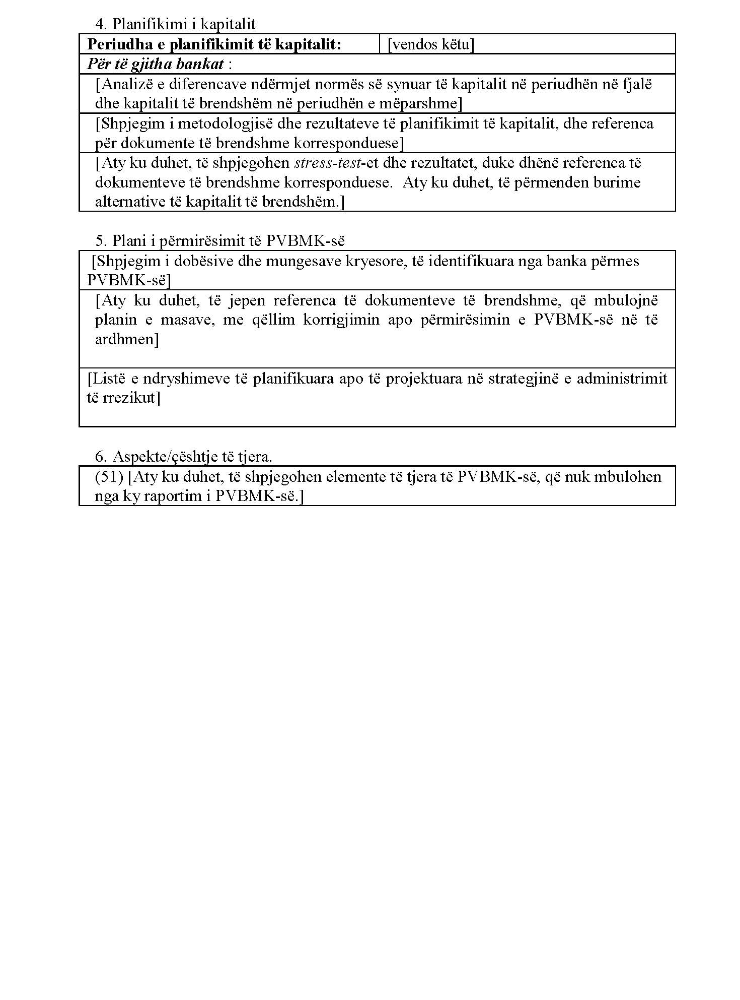 4. Planifikimi i kapitalit
Periudha e planifikimit të kapitalit: [vendos këtu]
Për të gjitha bankat :
[Analizë e diferencave ndërmjet normës së synuar të kapitalit në periudhën në fjalë
dhe kapitalit të brendshëm në periudhën e mëparshme]
[Shpjegim i metodologjisë dhe rezultateve të planifikimit të kapitalit, dhe referenca
për dokumente të brendshme korresponduese]
[Aty ku duhet, të shpjegohen stress-test-et dhe rezultatet, duke dhënë referenca të
dokumenteve të brendshme korresponduese.  Aty ku duhet, të përmenden burime
alternative të kapitalit të brendshëm.]
5. Plani i përmirësimit të PVBMK-së
[Shpjegim i dobësive dhe mungesave kryesore, të identifikuara nga banka përmes
PVBMK-së]
[Aty ku duhet, të jepen referenca të dokumenteve të brendshme, që mbulojnë
planin e masave, me qëllim korrigjimin apo përmirësimin e PVBMK-së në të
ardhmen]
[Listë e ndryshimeve të planifikuara apo të projektuara në strategjinë e administrimit
të rrezikut]
6. Aspekte/çështje të tjera.
(51) [Aty ku duhet, të shpjegohen elemente të tjera të PVBMK-së, që nuk mbulohen
nga ky raportim i PVBMK-së.]